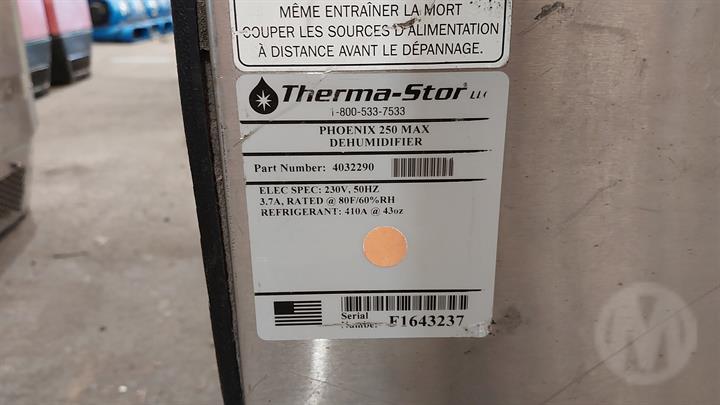 MÊME ENTRAÎNER LA MORT
COUPER LES SOURCES D'ALIMENTATION
À DISTANCE AVANT LE DÉPANNAGE.
Therma-Stor LLC
1-800-533-7533
PHOENIX 250 MAX
DEHUMIDIFIER
Part Number: 4032290
ELEC SPEC: 230V, 50HZ
3.7A, RATED @ 80F/60%RH
REFRIGERANT: 410A @ 43oz
Serial
Number F1643237
M